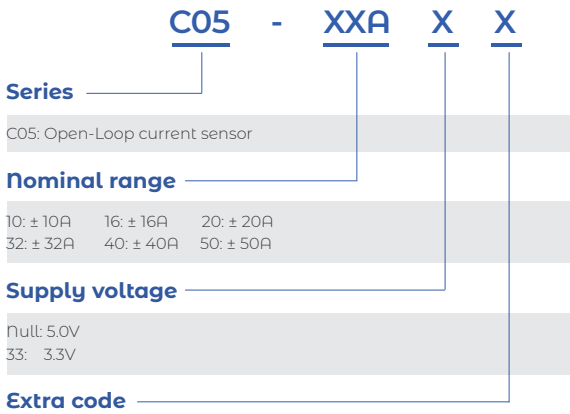 C05 - XXA X X
Series
C05: Open-Loop current sensor
Nominal range
10: ± 10A 16: ± 16A 20: ± 20A
32: ± 32A 40: ± 40A 50: ± 50A
Supply voltage
Null: 5.0V
33: 3.3V
Extra code